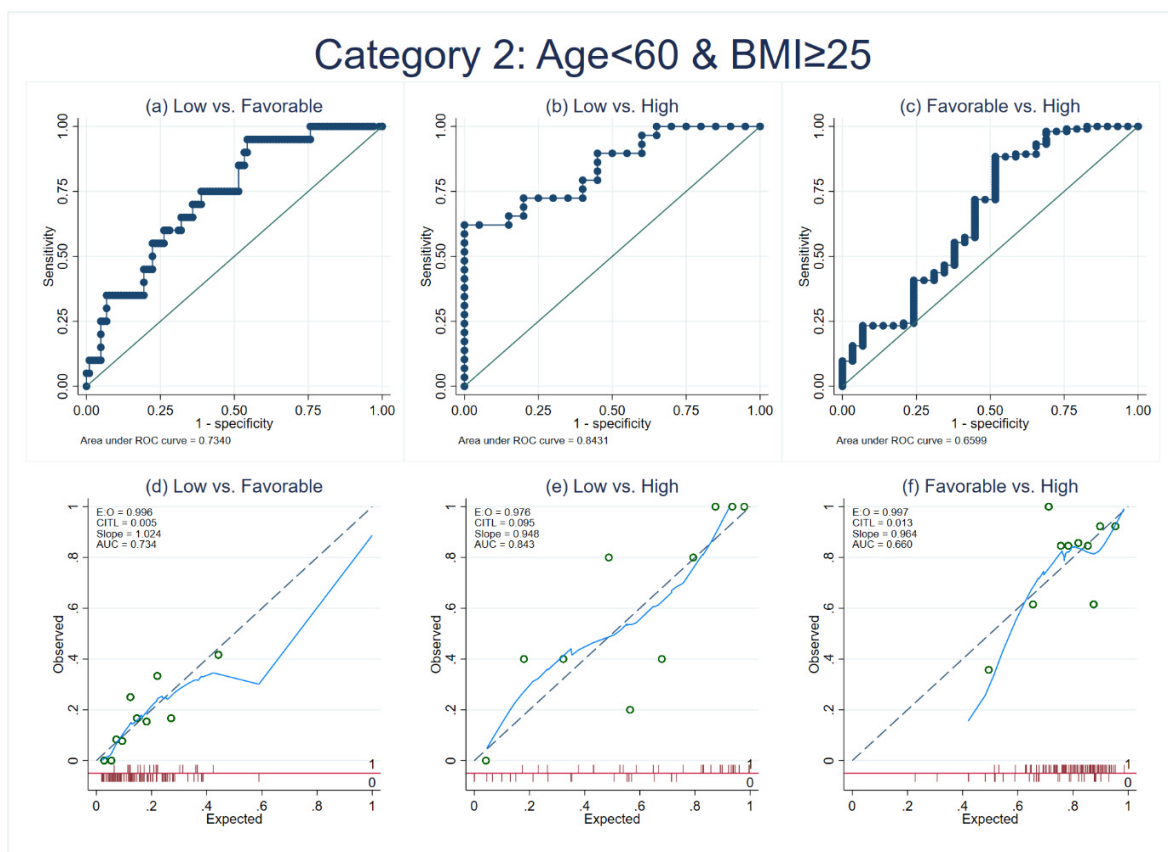 Category 2: Age<60 & BMI≥25
(a) Low vs. Favorable
Sensitivity
1.00
0.75
0.50
0.25
0.00
0.00 0.25 0.50 0.75 1.00
1 - specificity
Area under ROC curve = 0.7340
(b) Low vs. High
Sensitivity
1.00
0.75
0.50
0.25
0.00
0.00 0.25 0.50 0.75 1.00
1 - specificity
Area under ROC curve = 0.8431
(c) Favorable vs. High
Sensitivity
1.00
0.75
0.50
0.25
0.00
0.00 0.25 0.50 0.75 1.00
1 - specificity
Area under ROC curve = 0.6599
(d) Low vs. Favorable
E:O = 0.996
CITL = 0.005
Slope = 1.024
AUC = 0.734
Observed
1
.8
.6
.4
.2
0
1
0
0 .2 .4 .6 .8 1
Expected
(e) Low vs. High
E:O = 0.976
CITL = 0.095
Slope = 0.948
AUC = 0.843
Observed
1
.8
.6
.4
.2
0
1
0
0 .2 .4 .6 .8 1
Expected
(f) Favorable vs. High
E:O = 0.997
CITL = 0.013
Slope = 0.964
AUC = 0.660
Observed
1
.8
.6
.4
.2
0
1
0
0 .2 .4 .6 .8 1
Expected